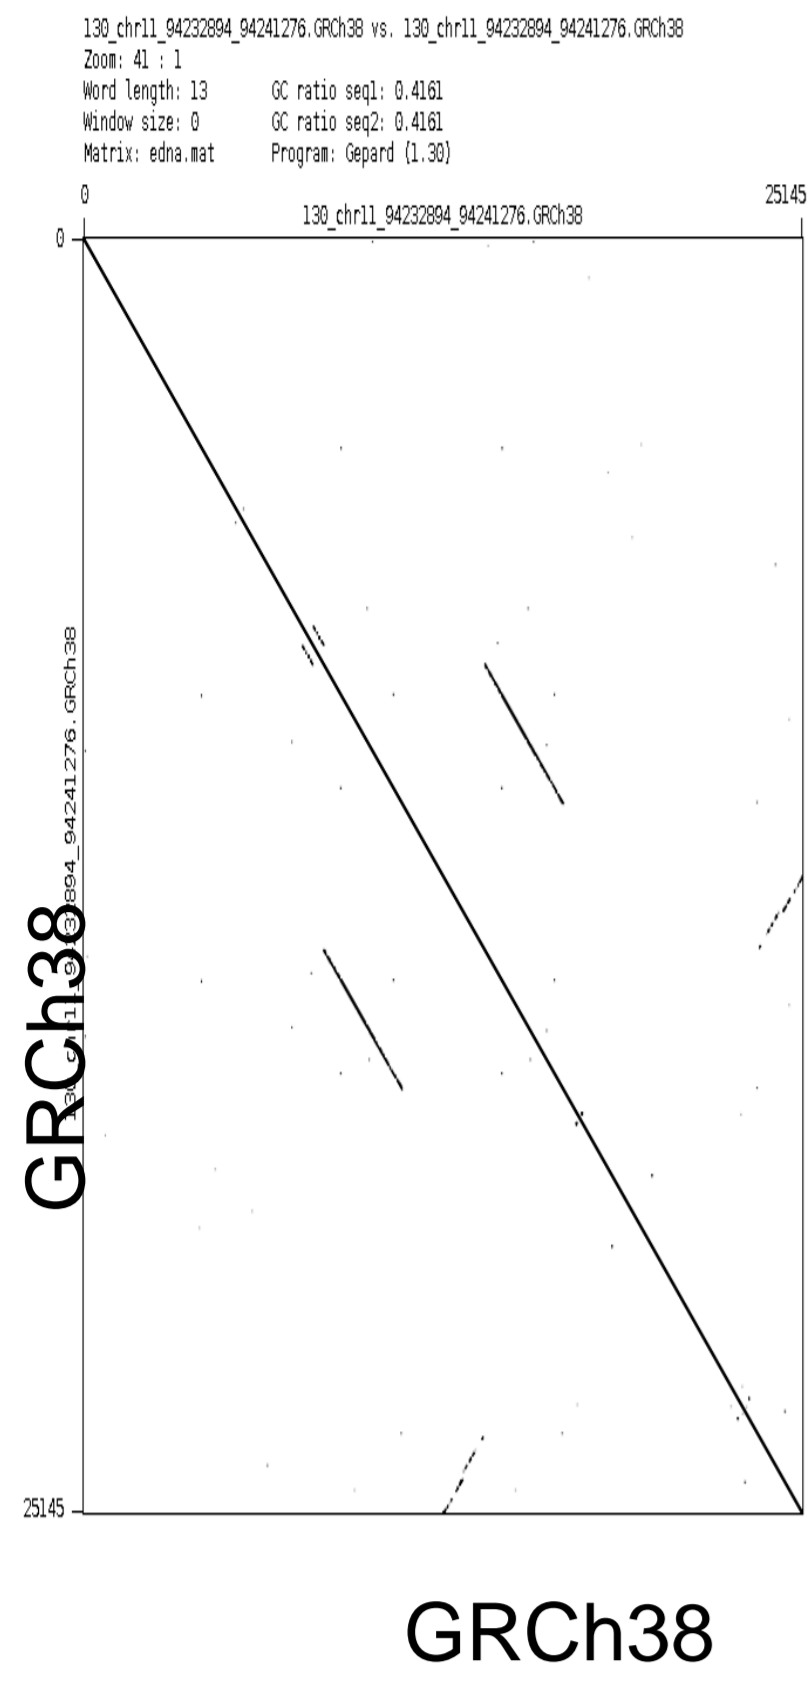 130_chr11_94232894_94241276.GRCh38 vs. 130_chr11_94232894_94241276.GRCh38
Zoom: 41 : 1
Word length: 13 GC ratio seq1: 0.4161
Window size: 0 GC ratio seq2: 0.4161
Matrix: edna.mat Program: Gepard (1.30)
0 25145
130_chr11_94232894_94241276.GRCh38
0
130_chr11_94232894_94241276.GRCh38
GRCh38
25145
GRCh38